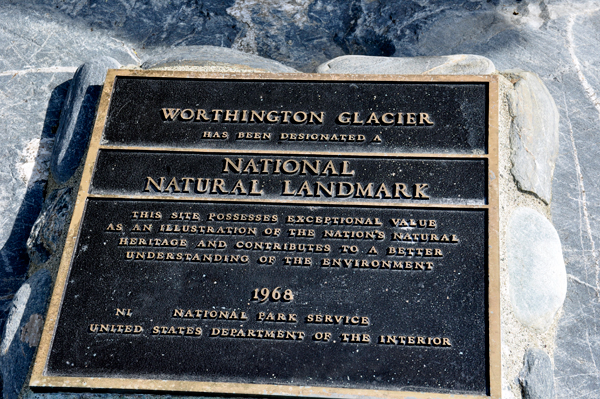 WORTHINGTON GLACIER
HAS BEEN DESIGNATED A
NATIONAL
NATURAL LANDMARK
THIS SITE POSSESSES EXCEPTIONAL VALUE
AS AN ILLUSTRATION OF THE NATION'S NATURAL
HERITAGE AND CONTRIBUTES TO A BETTER
UNDERSTANDING OF THE ENVIRONMENT
1968
NATIONAL PARK SERVICE
UNITED STATES DEPARTMENT OF THE INTERIOR